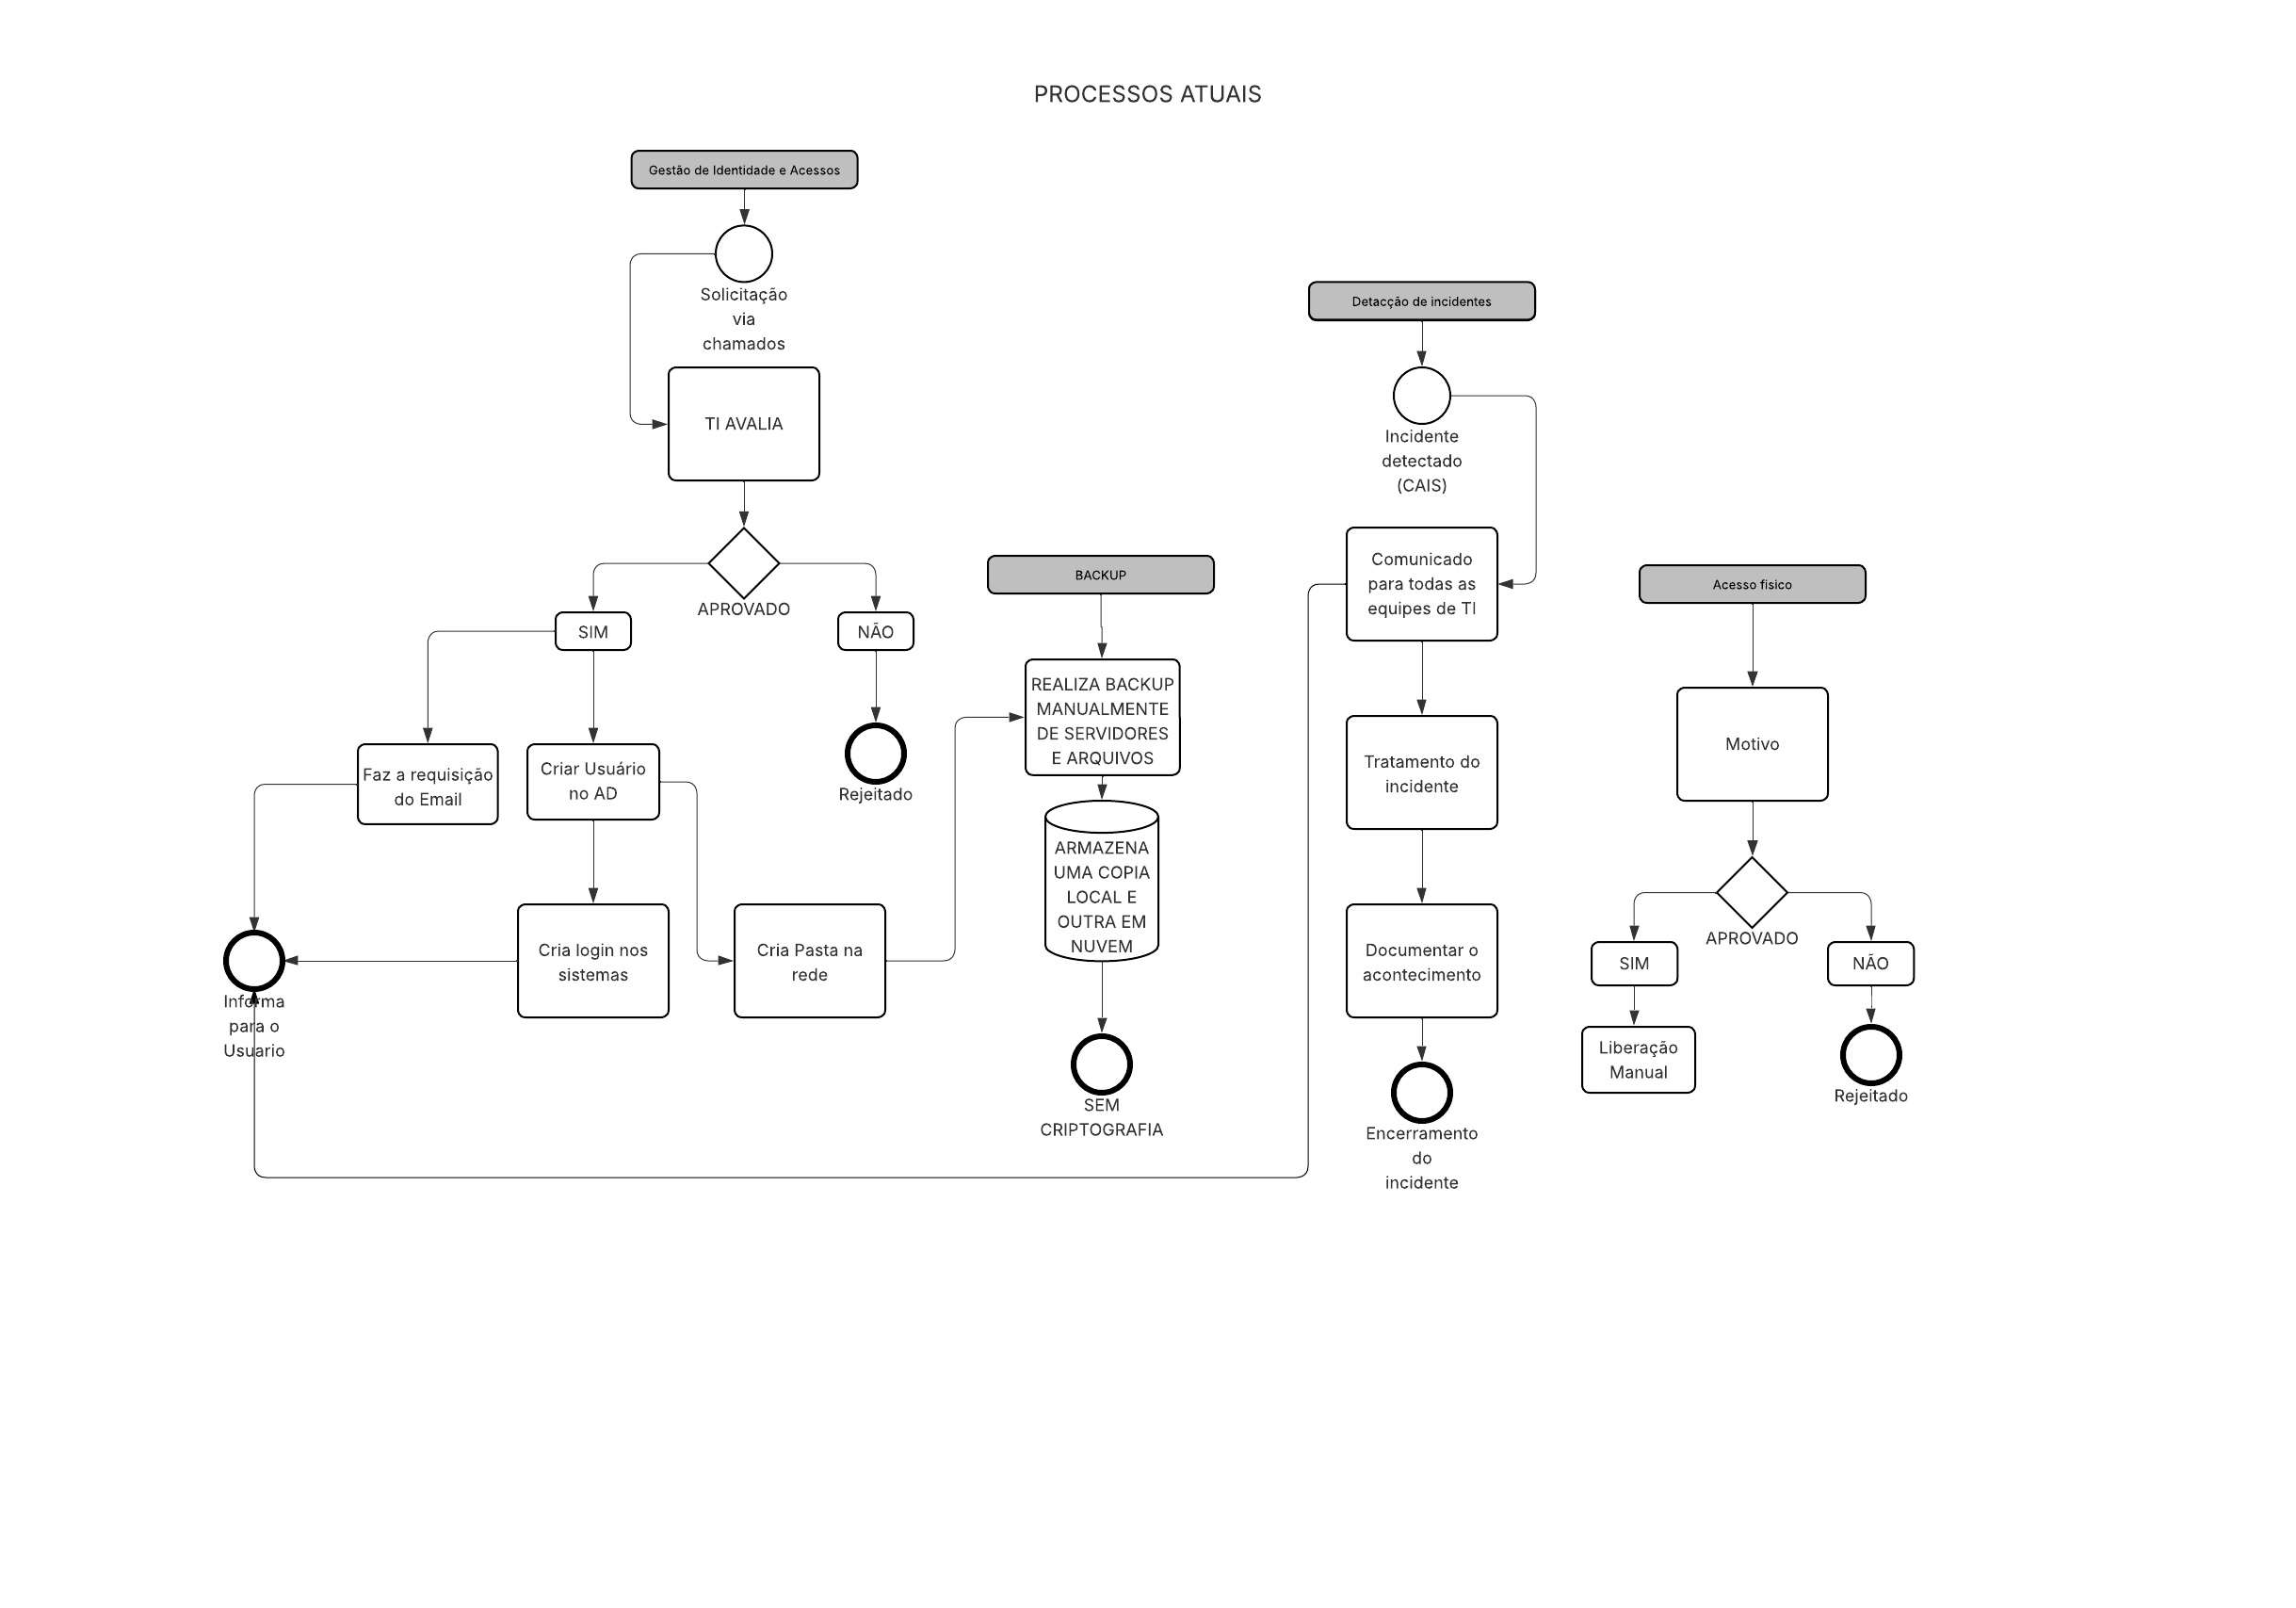 PROCESSOS ATUAIS
Gestão de Identidade e Acessos
Solicitação
via
chamados
TI AVALIA
APROVADO
SIM
NÃO
Faz a requisição
do Email
Criar Usuário
no AD
Rejeitado
Informa
para o
Usuario
Cria login nos
sistemas
Cria Pasta na
rede
BACKUP
REALIZA BACKUP
MANUALMENTE
DE SERVIDORES
E ARQUIVOS
ARMAZENA
UMA COPIA
LOCAL E
OUTRA EM
NUVEM
SEM
CRIPTOGRAFIA
Detacção de incidentes
Incidente
detectado
(CAIS)
Comunicado
para todas as
equipes de TI
Tratamento do
incidente
Documentar o
acontecimento
Encerramento
do
incidente
Acesso fisico
Motivo
APROVADO
SIM
NÃO
Liberação
Manual
Rejeitado